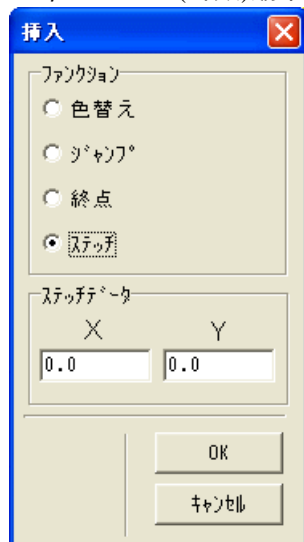 挿入
ﾌｧﾝｸｼｮﾝ
色替え
ｼﾞｬﾝﾌﾟ
終点
ｽﾃｯﾁ
ｽﾃｯﾁﾃﾞｰﾀ
X Y
0.0 0.0
OK
ｷｬﾝｾﾙ